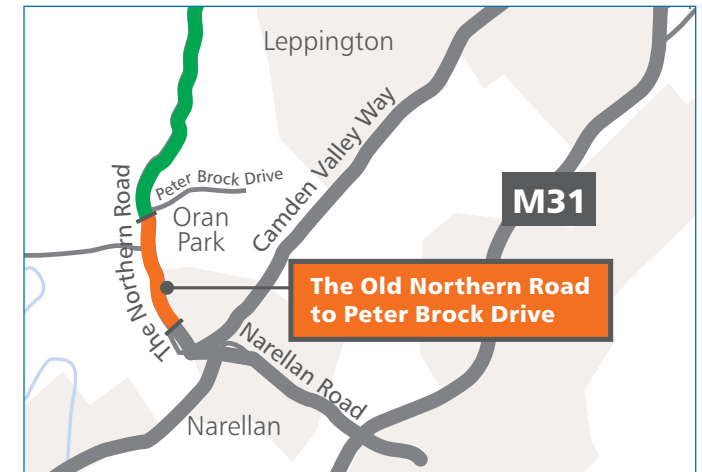 Leppington
Camden Valley Way
Peter Brock Drive
The Northern Road
M31
Oran
Park
The Old Northern Road
to Peter Brock Drive
Narellan Road
Narellan